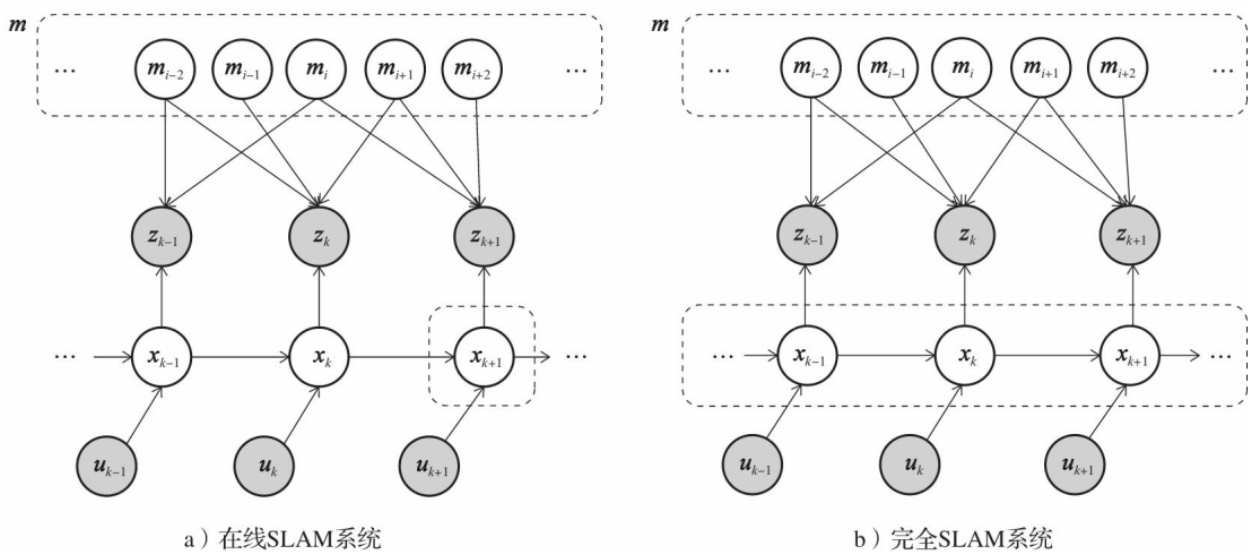 m ... m_{i-2} m_{i-1} m_i m_{i+1} m_{i+2} ...
z_{k-1} z_k z_{k+1}
... x_{k-1} x_k x_{k+1} ...
u_{k-1} u_k u_{k+1}
a）在线SLAM系统
m ... m_{i-2} m_{i-1} m_i m_{i+1} m_{i+2} ...
z_{k-1} z_k z_{k+1}
... x_{k-1} x_k x_{k+1} ...
u_{k-1} u_k u_{k+1}
b）完全SLAM系统